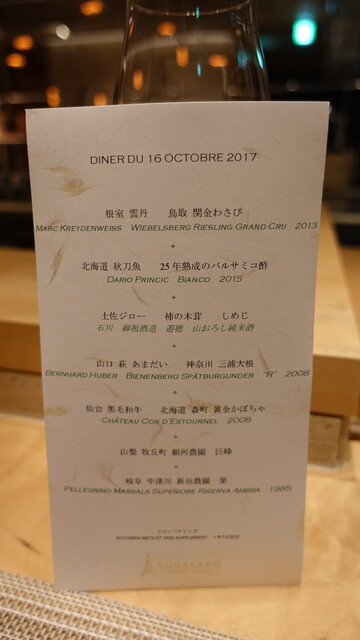 DINER DU 16 OCTOBRE 2017
根室 雲丹 鳥取 関金わさび
MARC KREYDENWEISS WIEBELSBERG RIESLING GRAND CRU 2013
+
北海道 秋刀魚 25年熟成のバルサミコ酢
DARIO PRINCIC BIANCO 2015
+
土佐ジロー 柿の木茸 しめじ
石川 御祖酒造 遊穂 山おろし純米酒
+
山口 萩 あまだい 神奈川 三浦大根
BERNHARD HUBER BIENENBERG SPÄTBURGUNDER "R" 2008
+
仙台 黒毛和牛 北海道 森町 黄金かぼちゃ
CHÂTEAU COS D'ESTOURNEL 2008
+
山梨 牧丘町 銀河農園 巨峰
+
岐阜 中津川 新田農園 栗
PELLEGRINO MARSALA SUPERIORE RISERVA AMBRA 1985
SUGALABO